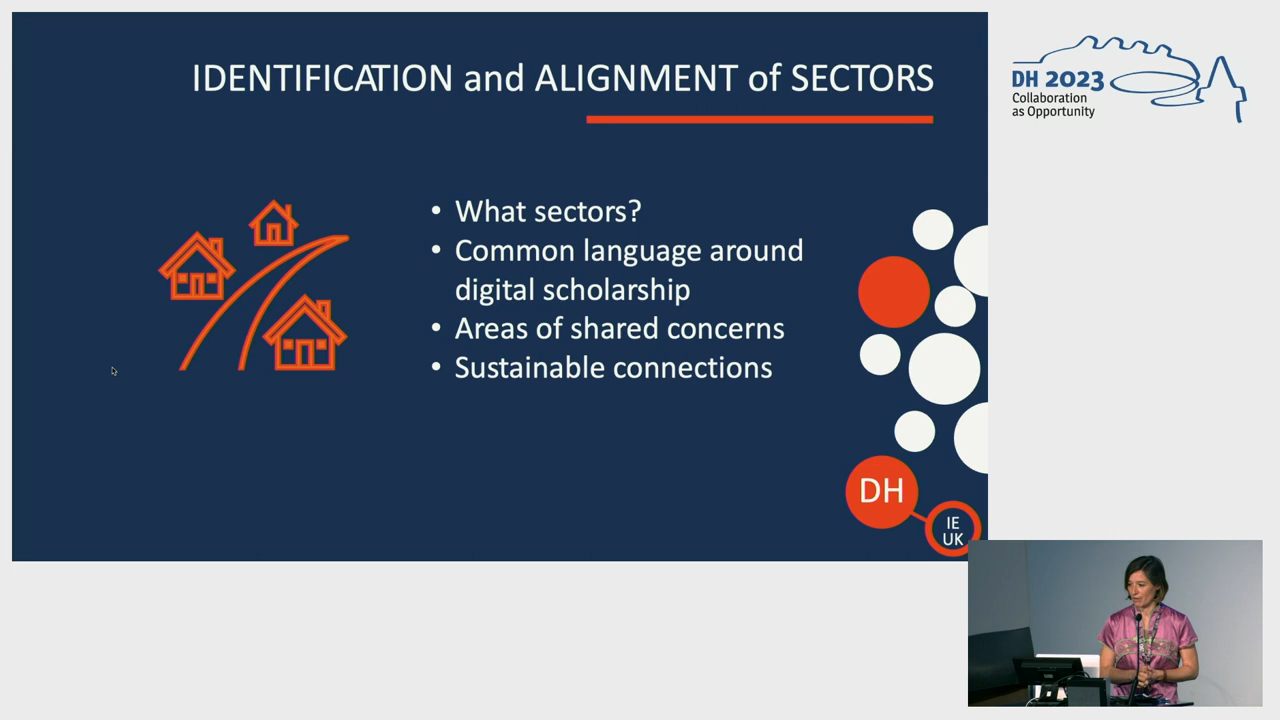 IDENTIFICATION and ALIGNMENT of SECTORS
• What sectors?
• Common language around
digital scholarship
• Areas of shared concerns
• Sustainable connections
DH
IE
UK
DH 2023
Collaboration
as Opportunity